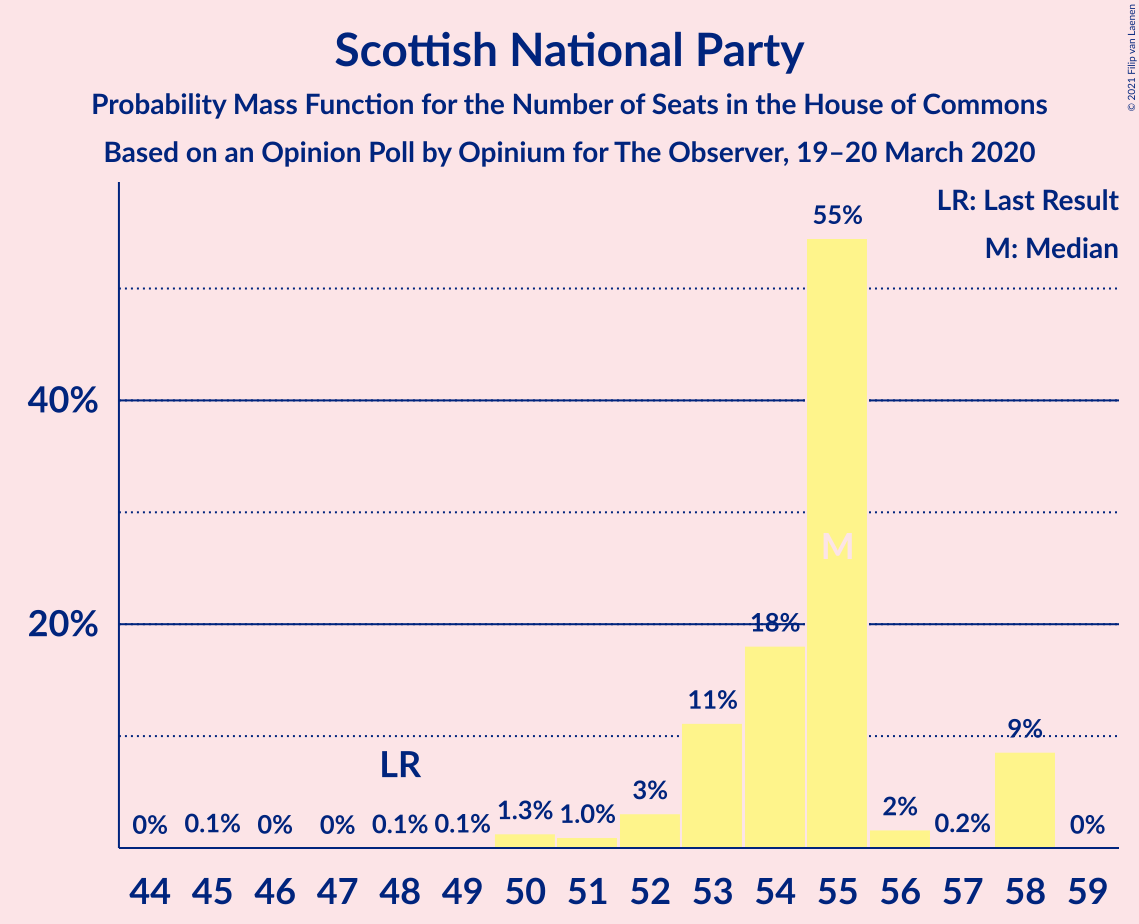 © 2021 Filip van Laenen
Scottish National Party
Probability Mass Function for the Number of Seats in the House of Commons
Based on an Opinion Poll by Opinium for The Observer, 19–20 March 2020
LR: Last Result
M: Median
55%
40%
M
20%
18%
11%
9%
LR
3%
2%
1.3%
1.0%
0%
0.1%
0%
0%
0.1%
0.1%
0.2%
0%
44 45 46 47 48 49 50 51 52 53 54 55 56 57 58 59